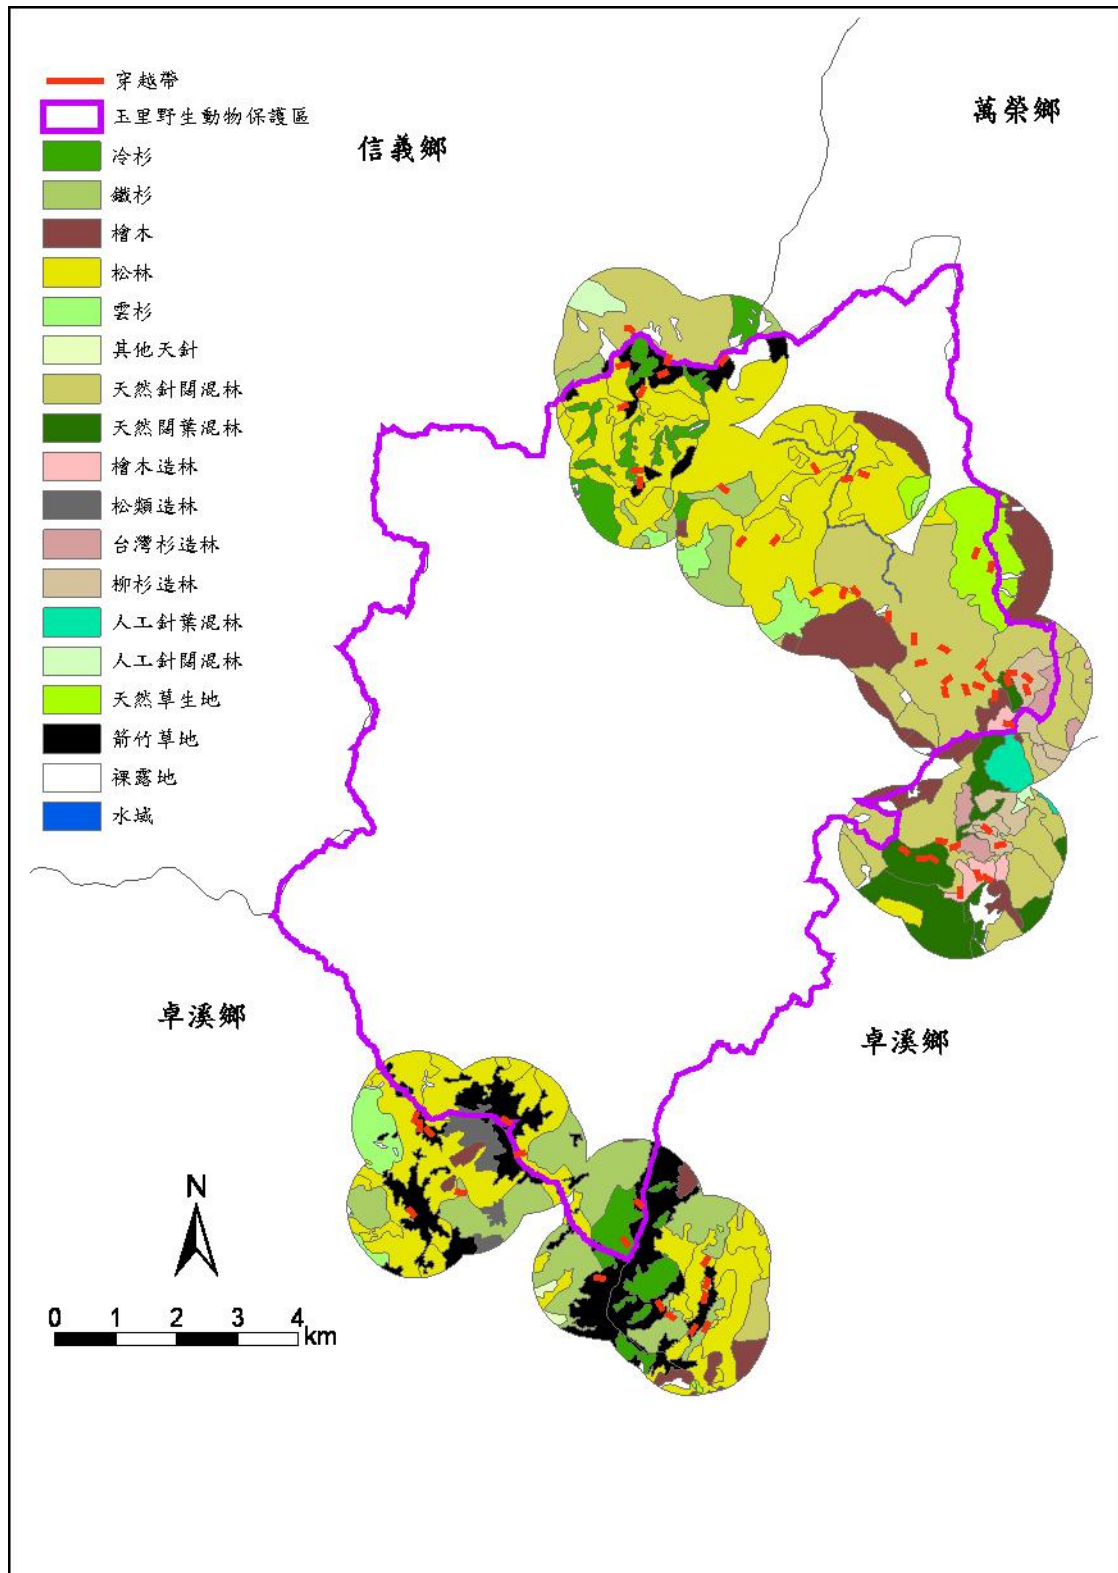 穿越帶
玉里野生動物保護區
冷杉
鐵杉
檜木
松林
雲杉
其他天針
天然針闊混林
天然闊葉混林
檜木造林
松類造林
台灣杉造林
柳杉造林
人工針葉混林
人工針闊混林
天然草生地
箭竹草地
裸露地
水域
信義鄉
萬榮鄉
卓溪鄉
卓溪鄉
N
0 1 2 3 4
km